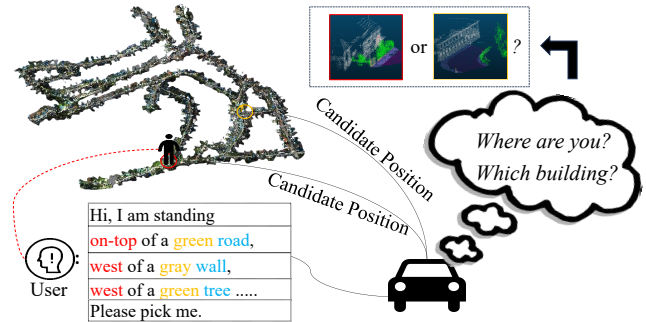 or ?
Where are you?
Which building?
Candidate Position
Candidate Position
Hi, I am standing
on-top of a green road,
west of a gray wall,
west of a green tree .....
Please pick me.
:
User